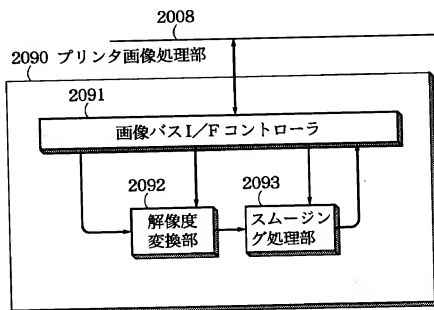 2008
2090 プリンタ画像処理部
2091
画像バスI/Fコントローラ
2092
2093
解像度
変換部
スムージン
グ処理部